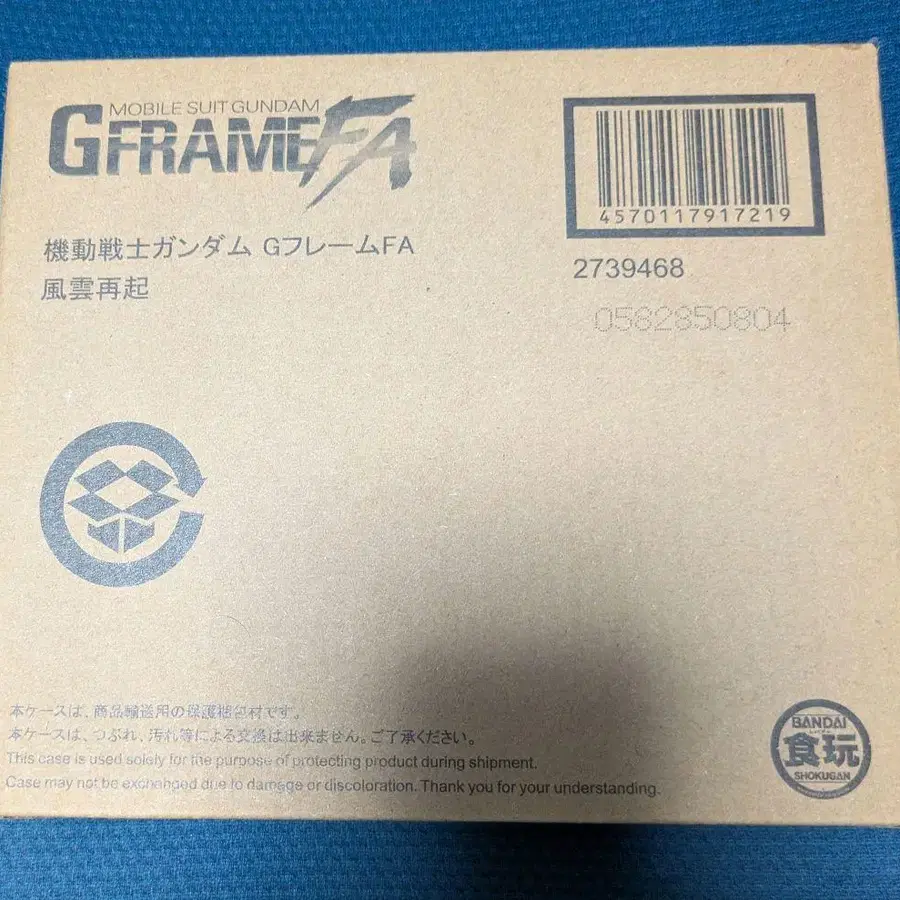 MOBILE SUIT GUNDAM
GFRAMEFA
機動戦士ガンダム GフレームFA
風雲再起
4570117917219
2739468
0582850804
本ケースは、商品輸送用の保護梱包材です。
本ケースは、つぶれ、汚れ等による交換は出来ません。ご了承ください。
This case is used solely for the purpose of protecting product during shipment.
Case may not be exchanged due to damage or discoloration. Thank you for your understanding.
BANDAI
食玩
SHOKUGAN